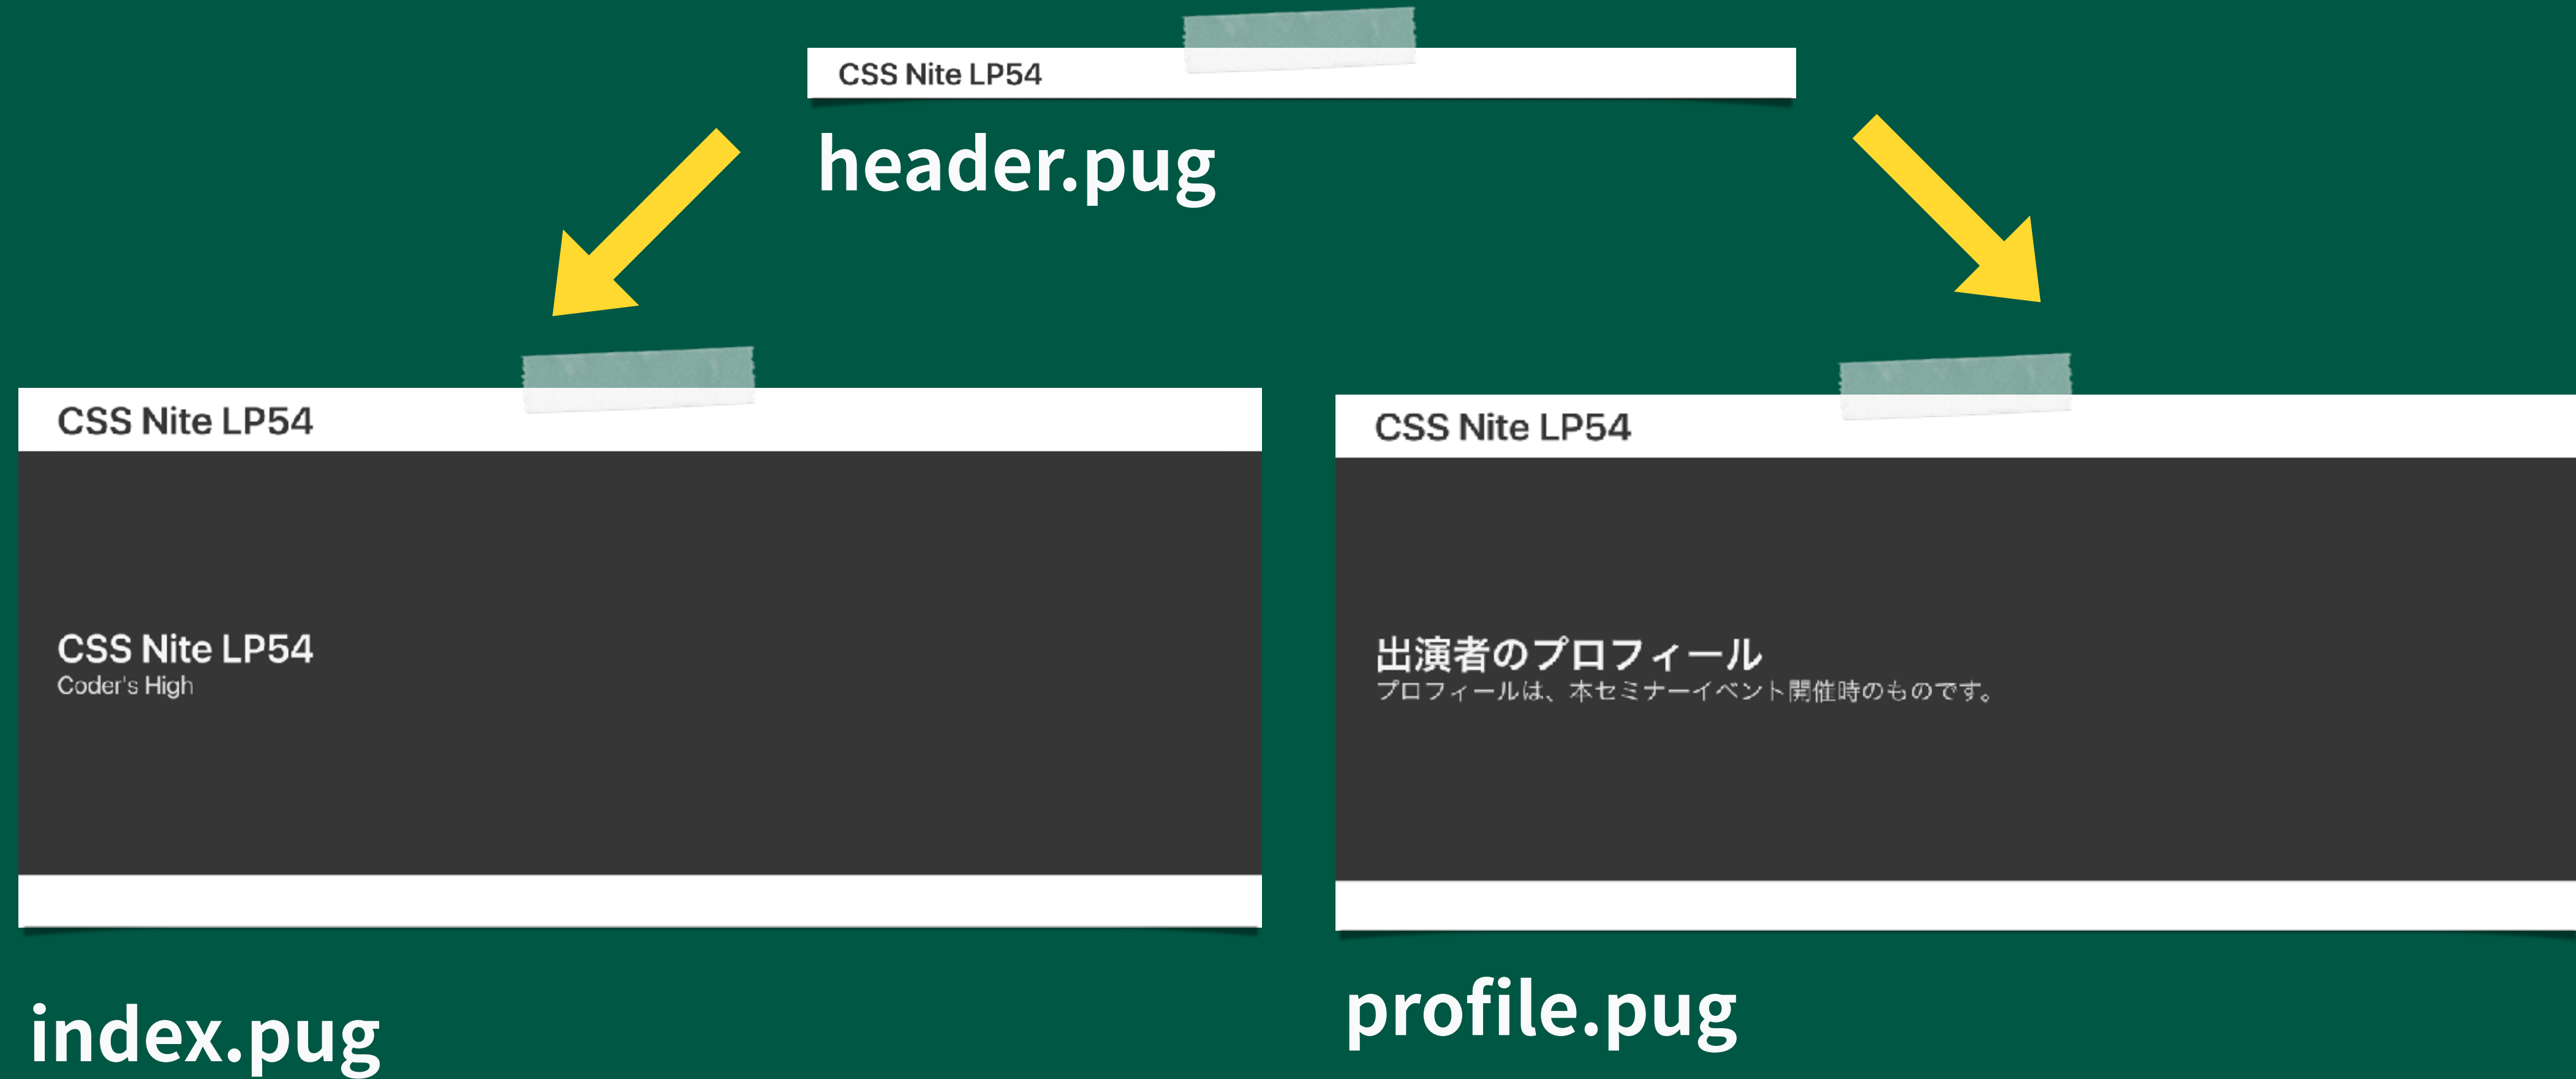 CSS Nite LP54
header.pug
CSS Nite LP54
CSS Nite LP54
Coder's High
index.pug
CSS Nite LP54
出演者のプロフィール
プロフィールは、本セミナーイベント開催時のものです。
profile.pug